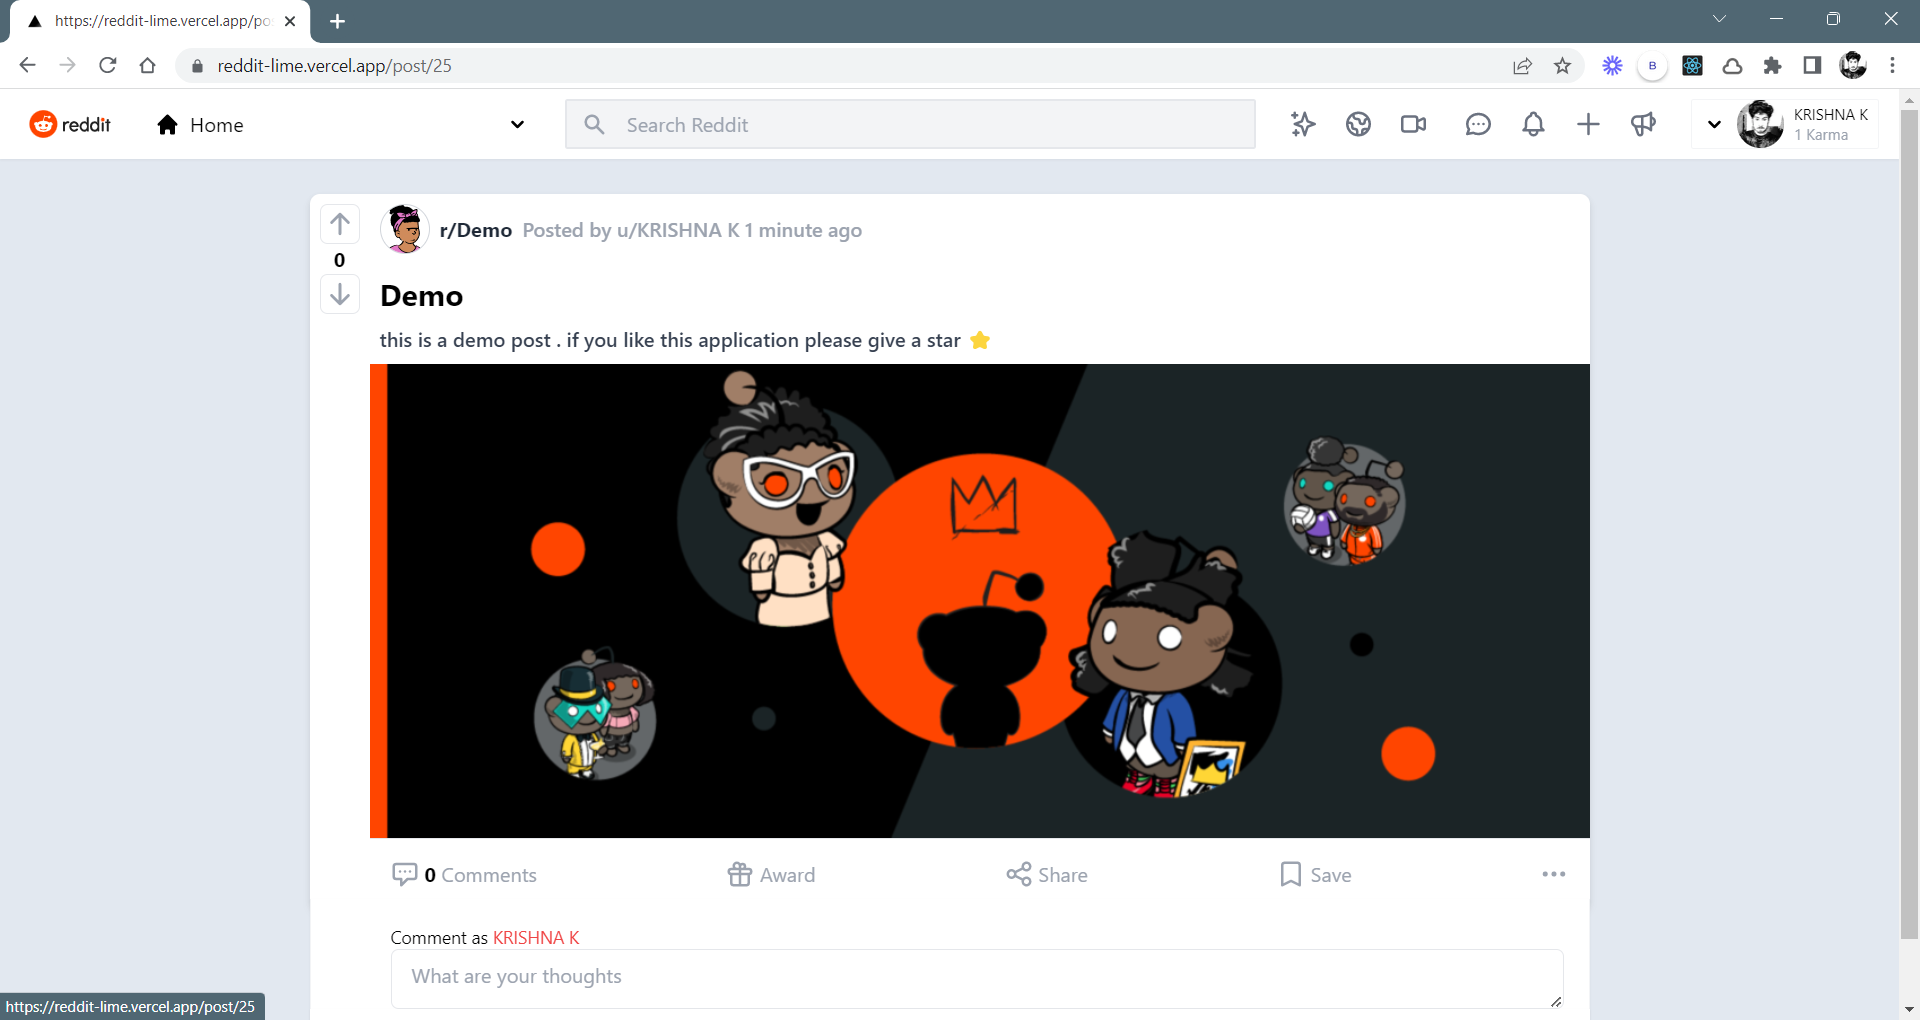 https://reddit-lime.vercel.app/po
reddit-lime.vercel.app/post/25
B
reddit
Home
Search Reddit
KRISHNA K
1 Karma
r/Demo Posted by u/KRISHNA K 1 minute ago
0
Demo
this is a demo post . if you like this application please give a star ⭐
0 Comments
Award
Share
Save
Comment as KRISHNA K
What are your thoughts
https://reddit-lime.vercel.app/post/25